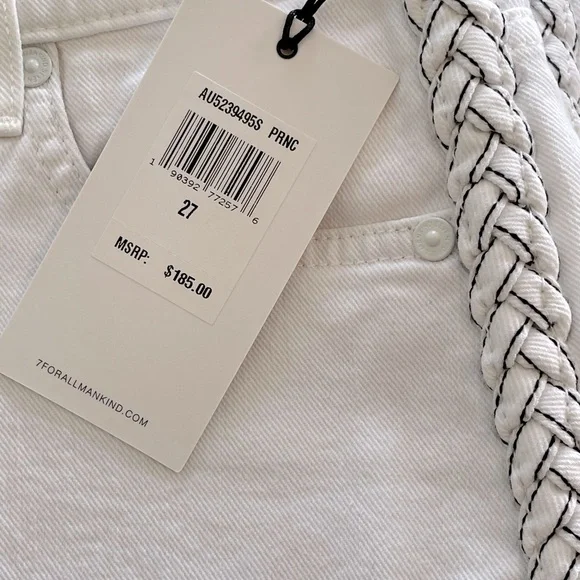 AU5239495S PRNC
1 90392 77257 6
27
MSRP: $185.00
7FORALLMANKIND.COM